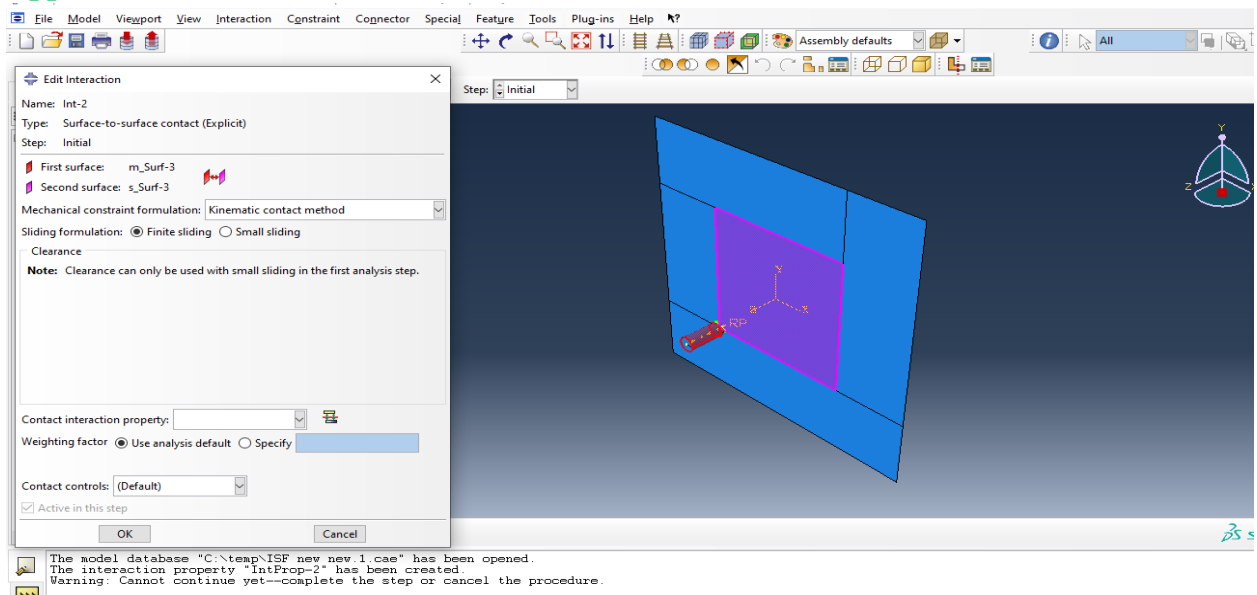 File Model Viewport View Interaction Constraint Connector Special Feature Tools Plug-ins Help
Assembly defaults
All
Edit Interaction
Step: Initial
Name: Int-2
Type: Surface-to-surface contact (Explicit)
Step: Initial
First surface: m_Surf-3
Second surface: s_Surf-3
Mechanical constraint formulation: Kinematic contact method
Sliding formulation: Finite sliding Small sliding
Clearance
Note: Clearance can only be used with small sliding in the first analysis step.
Y
Z
Y
RP
Contact interaction property:
Weighting factor Use analysis default Specify
Contact controls: (Default)
Active in this step
OK Cancel
The model database "C:\temp\ISF new new.1.cae" has been opened.
The interaction property "IntProp-2" has been created.
Warning: Cannot continue yet--complete the step or cancel the procedure.
>>>